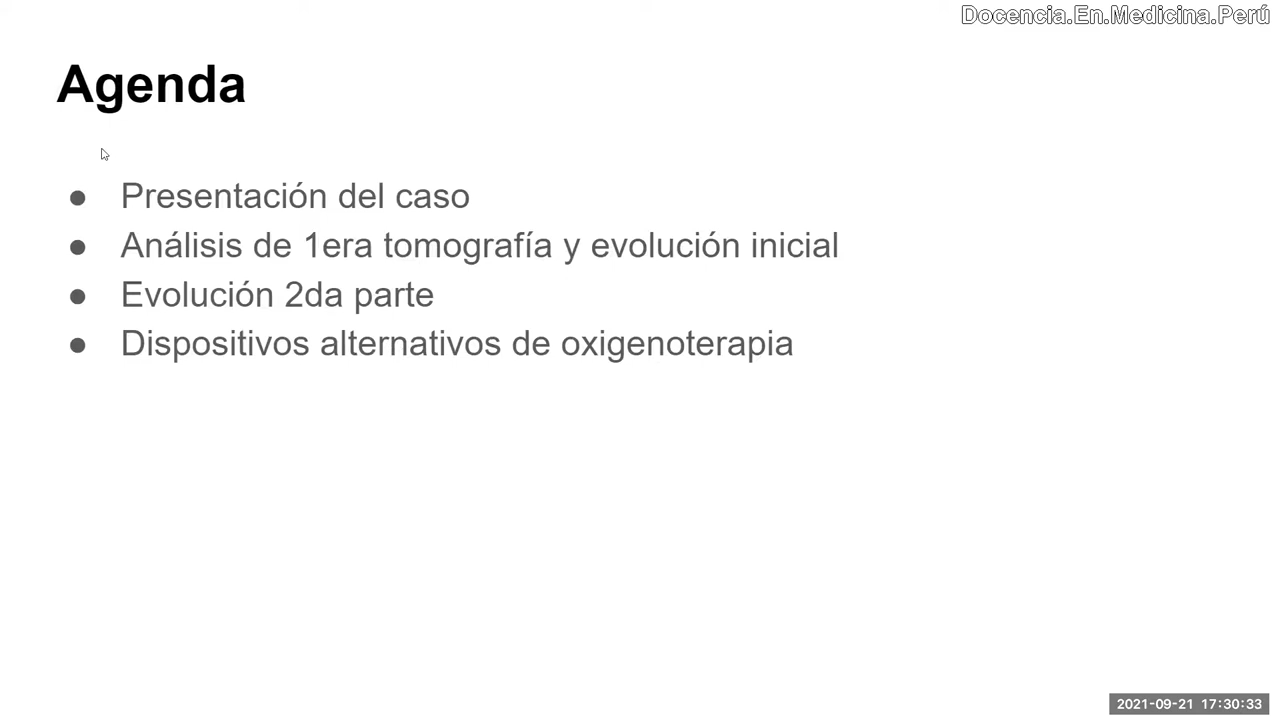 Docencia.En.Medicina.Perú
Agenda
● Presentación del caso
● Análisis de 1era tomografía y evolución inicial
● Evolución 2da parte
● Dispositivos alternativos de oxigenoterapia
2021-09-21 17:30:33